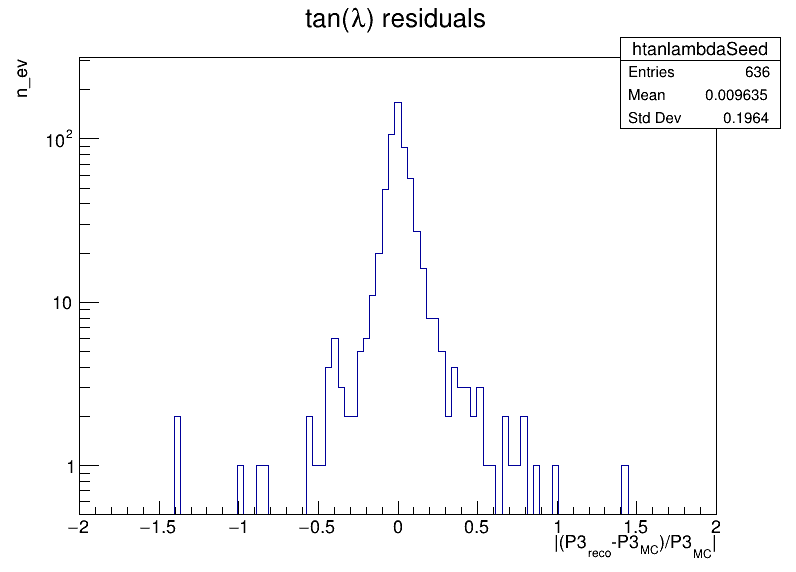 tan(λ) residuals
htanlambdaSeed
Entries 636
Mean 0.009635
Std Dev 0.1964
n_ev
10²
10
1
−2 −1.5 −1 −0.5 0 0.5 1 1.5 2
|(P3reco-P3MC)/P3MC|